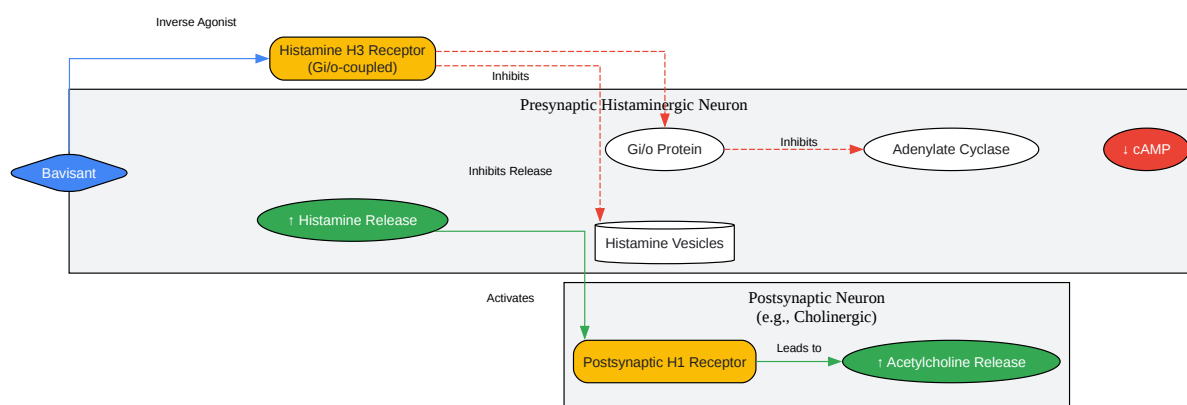 Inverse Agonist
Histamine H3 Receptor
(Gi/o-coupled)
Inhibits
Presynaptic Histaminergic Neuron
Gi/o Protein
Inhibits
Adenylate Cyclase
↓ cAMP
Bavisant
Inhibits Release
↑ Histamine Release
Histamine Vesicles
Activates
Postsynaptic Neuron
(e.g., Cholinergic)
Postsynaptic H1 Receptor
Leads to
↑ Acetylcholine Release